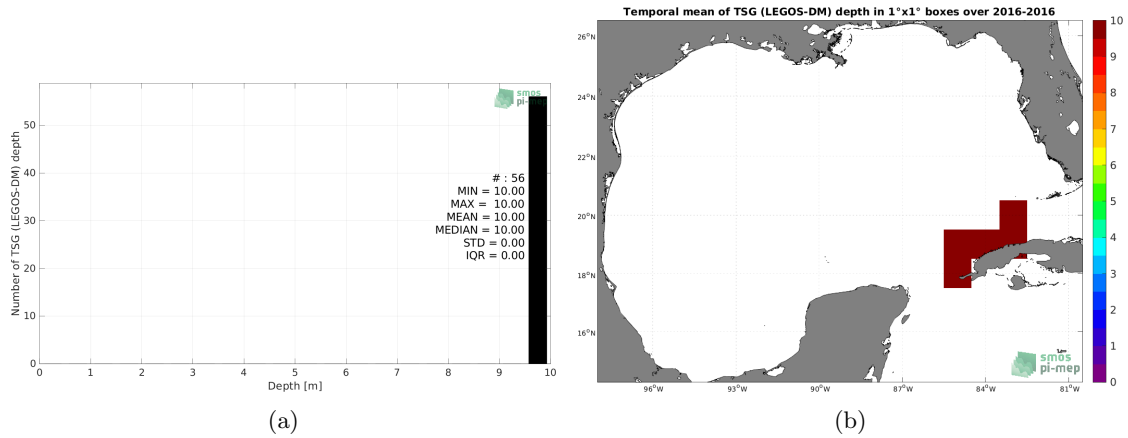 Temporal mean of TSG (LEGOS-DM) depth in 1°x1° boxes over 2016-2016
smos
pi-mep
Number of TSG (LEGOS-DM) depth
50
40
30
20
10
0
# : 56
MIN = 10.00
MAX = 10.00
MEAN = 10.00
MEDIAN = 10.00
STD = 0.00
IQR = 0.00
0 1 2 3 4 5 6 7 8 9 10
Depth [m]
(a)
26°N
24°N
22°N
20°N
18°N
16°N
96°W 93°W 90°W 87°W 84°W 81°W
smos
pi-mep
10
9
8
7
6
5
4
3
2
1
0
(b)